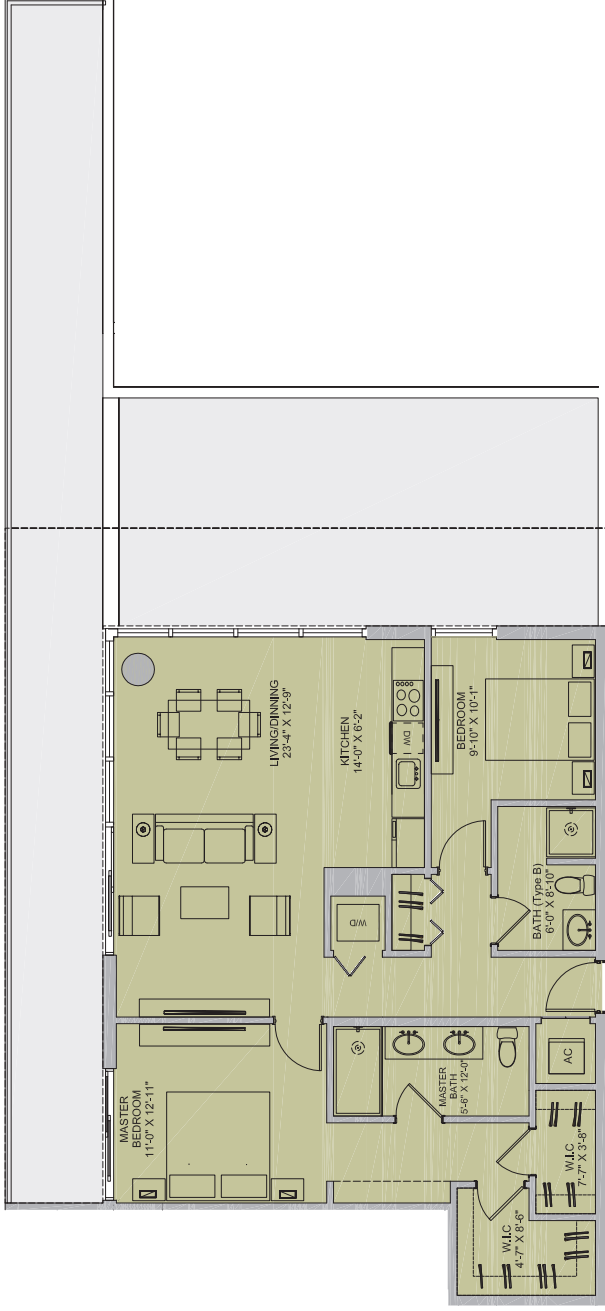 LIVING/DINNING
23'-4" X 12'-9"
KITCHEN
14'-0" X 6'-2"
DW
BEDROOM
9'-10" X 10'-1"
W/D
BATH (Type B)
6'-0" X 8'-10"
MASTER
BEDROOM
11'-0" X 12'-11"
MASTER
BATH
5'-6" X 12'-0"
AC
W.I.C
7'-7" X 3'-8"
W.I.C
4'-7" X 8'-6"